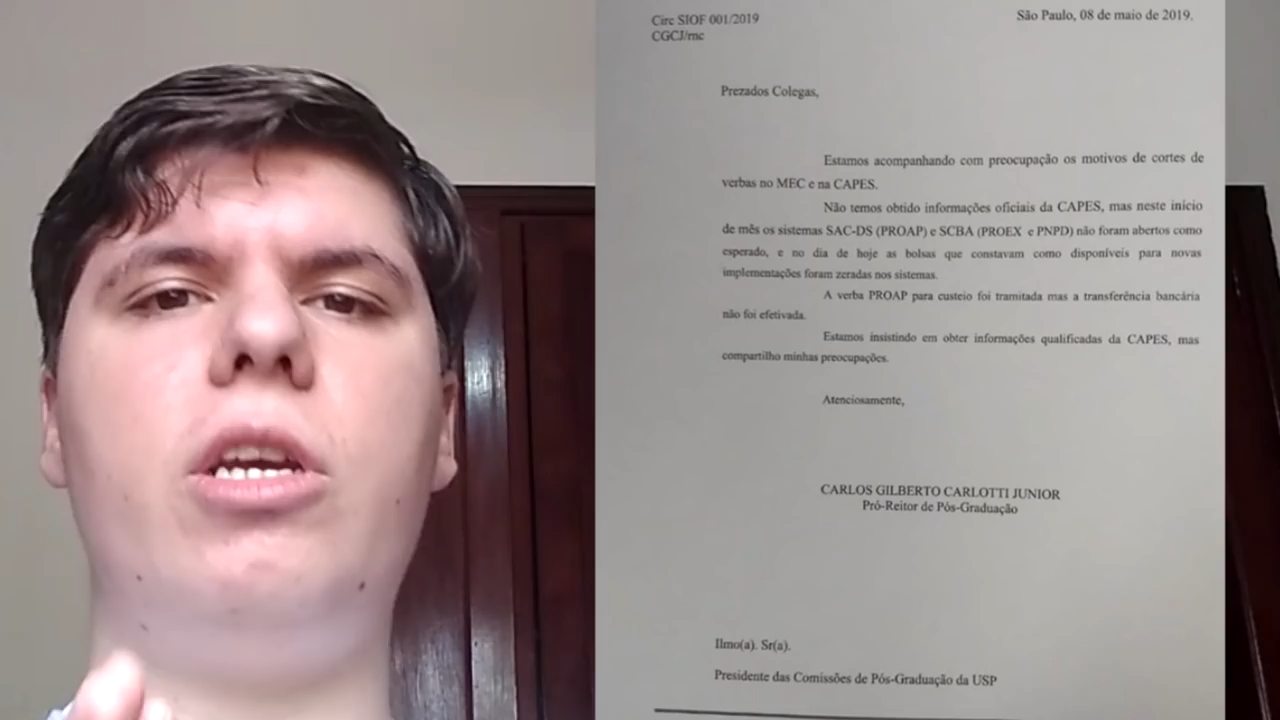 Circ SIOF 001/2019
CGCJ/mc
São Paulo, 08 de maio de 2019.
Prezados Colegas,
Estamos acompanhando com preocupação os motivos de cortes de
verbas no MEC e na CAPES.
Não temos obtido informações oficiais da CAPES, mas neste início
de mês os sistemas SAC-DS (PROAP) e SCBA (PROEX e PNPD) não foram abertos como
esperado, e no dia de hoje as bolsas que constavam como disponíveis para novas
implementações foram zeradas nos sistemas.
A verba PROAP para custeio foi tramitada mas a transferência bancária
não foi efetivada.
Estamos insistindo em obter informações qualificadas da CAPES, mas
compartilho minhas preocupações.
Atenciosamente,
CARLOS GILBERTO CARLOTTI JUNIOR
Pró-Reitor de Pós-Graduação
Ilmo(a). Sr(a).
Presidente das Comissões de Pós-Graduação da USP